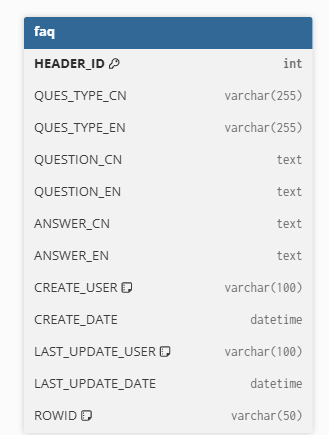 faq
HEADER_ID int
QUES_TYPE_CN varchar(255)
QUES_TYPE_EN varchar(255)
QUESTION_CN text
QUESTION_EN text
ANSWER_CN text
ANSWER_EN text
CREATE_USER varchar(100)
CREATE_DATE datetime
LAST_UPDATE_USER varchar(100)
LAST_UPDATE_DATE datetime
ROWID varchar(50)